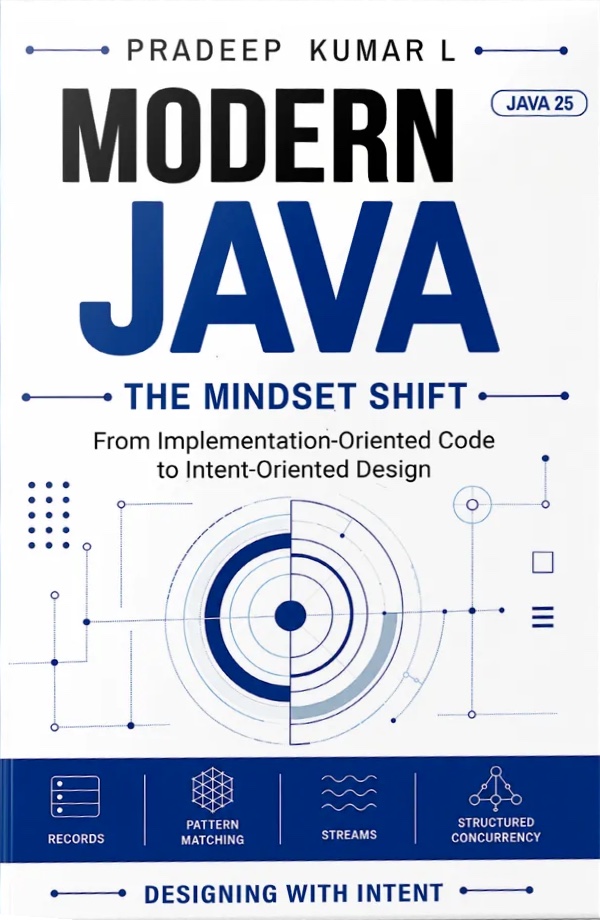 PRADEEP KUMAR L
MODERN
JAVA 25
JAVA
THE MINDSET SHIFT
From Implementation-Oriented Code
to Intent-Oriented Design
RECORDS
PATTERN
MATCHING
STREAMS
STRUCTURED
CONCURRENCY
DESIGNING WITH INTENT